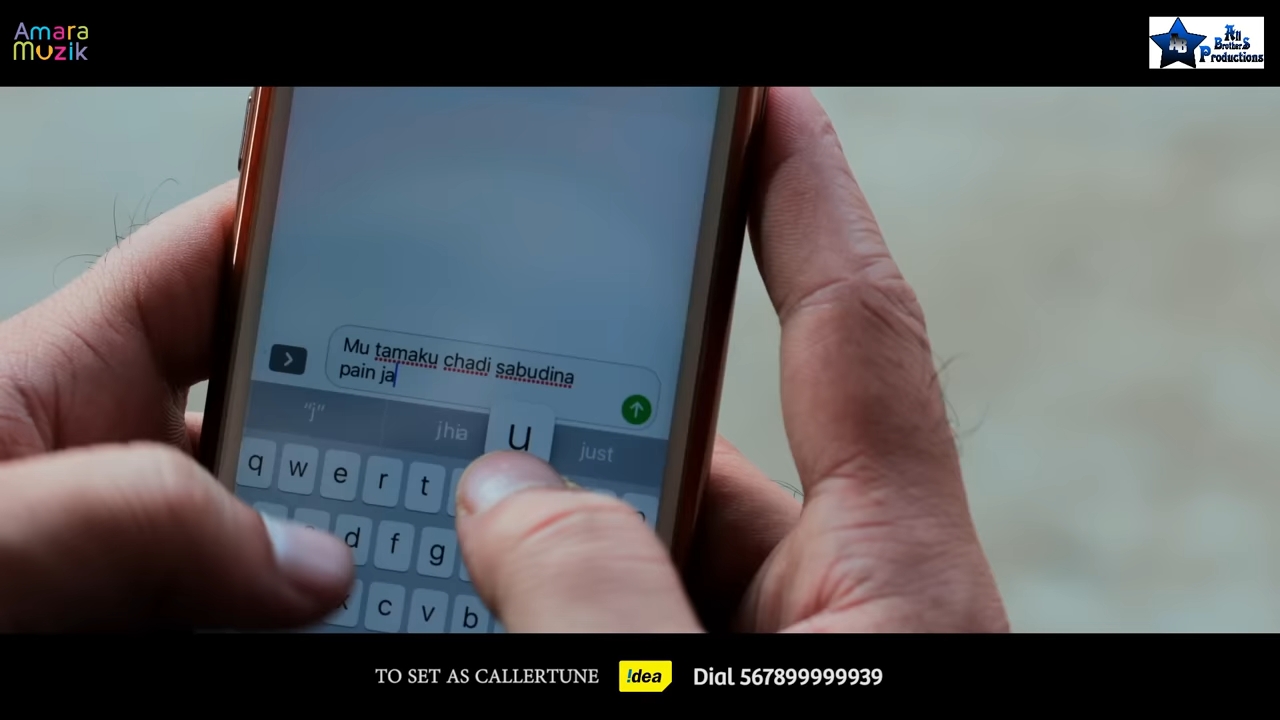 Amara
Muzik
AB
All
BrotherS
Productions
Mu tamaku chadi sabudina
pain ja
"j"
just
u
q w e r t
d f g
c v b
TO SET AS CALLERTUNE !dea Dial 567899999939